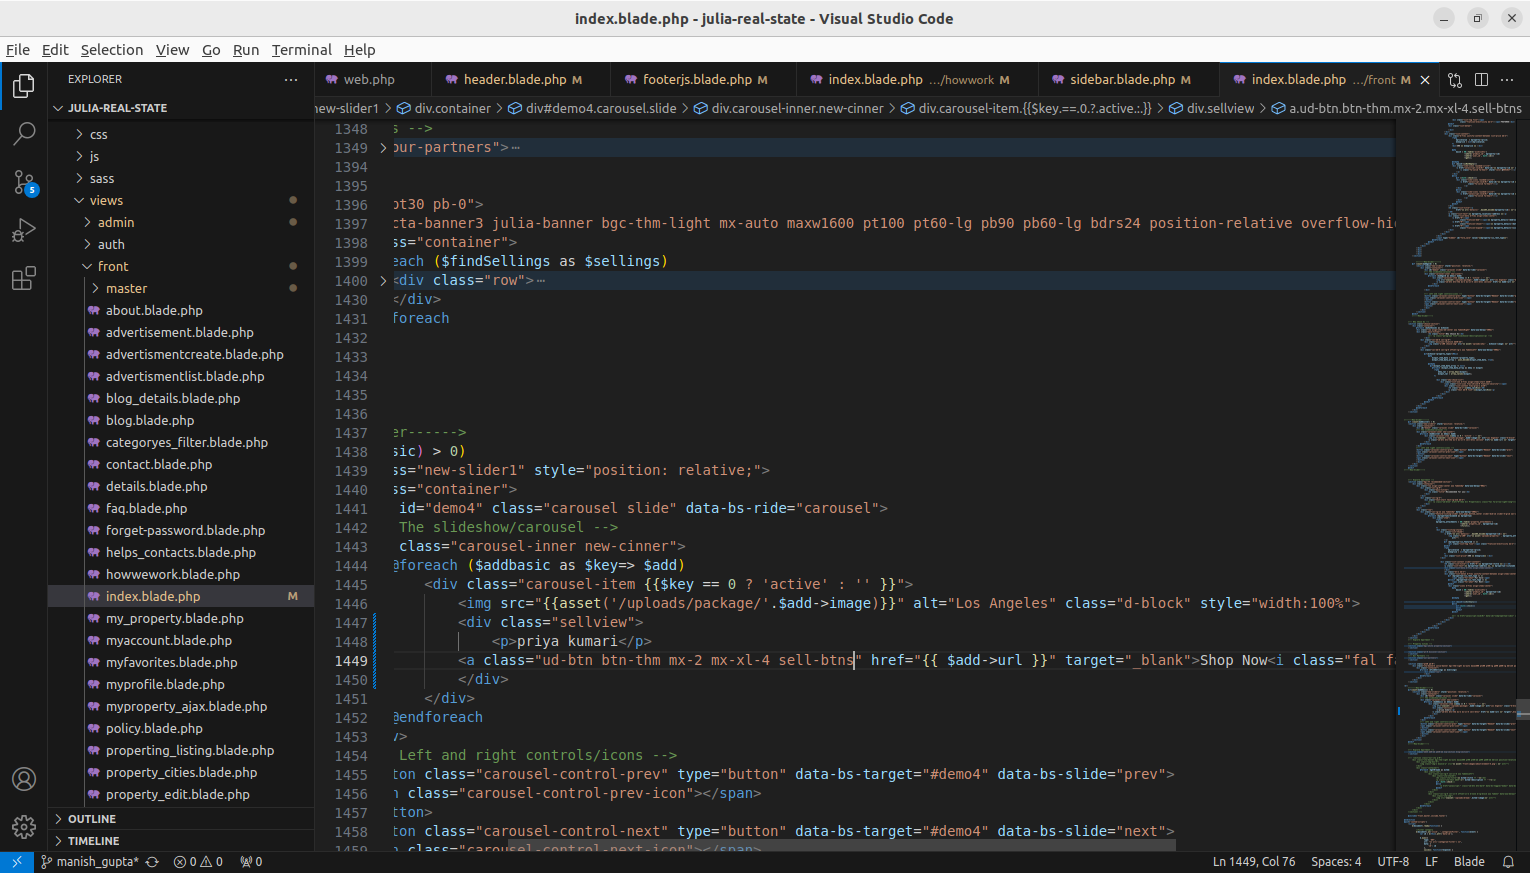 index.blade.php - julia-real-state - Visual Studio Code
File Edit Selection View Go Run Terminal Help
EXPLORER
web.php
header.blade.php M
footerjs.blade.php M
index.blade.php .../howwork M
sidebar.blade.php M
index.blade.php .../front M
JULIA-REAL-STATE
new-slider1 > div.container > div#demo4.carousel.slide > div.carousel-inner.new-cinner > div.carousel-item.{{$key.==.0.?.active.:.}} > div.sellview > a.ud-btn.btn-thm.mx-2.mx-xl-4.sell-btns
css
js
sass
views
admin
auth
front
master
about.blade.php
advertisement.blade.php
advertismentcreate.blade.php
advertismentlist.blade.php
blog_details.blade.php
blog.blade.php
categoryes_filter.blade.php
contact.blade.php
details.blade.php
faq.blade.php
forget-password.blade.php
helps_contacts.blade.php
howwework.blade.php
index.blade.php M
my_property.blade.php
myaccount.blade.php
myfavorites.blade.php
myprofile.blade.php
myproperty_ajax.blade.php
policy.blade.php
properting_listing.blade.php
property_cities.blade.php
property_edit.blade.php
OUTLINE
TIMELINE
5
1348 s -->
1349 our-partners">
1394
1395
1396 pt30 pb-0">
1397 cta-banner3 julia-banner bgc-thm-light mx-auto maxw1600 pt100 pt60-lg pb90 pb60-lg bdrs24 position-relative overflow-hi
1398 ss="container">
1399 each ($findSellings as $sellings)
1400 <div class="row">
1430 </div>
1431 foreach
1432
1433
1434
1435
1436
1437 er------>
1438 sic) > 0)
1439 ss="new-slider1" style="position: relative;">
1440 ss="container">
1441 id="demo4" class="carousel slide" data-bs-ride="carousel">
1442 The slideshow/carousel -->
1443 class="carousel-inner new-cinner">
1444 @foreach ($addbasic as $key=> $add)
1445 <div class="carousel-item {{$key == 0 ? 'active' : '' }}">
1446 <img src="{{asset('/uploads/package/'.$add->image)}}" alt="Los Angeles" class="d-block" style="width:100%">
1447 <div class="sellview">
1448 <p>priya kumari</p>
1449 <a class="ud-btn btn-thm mx-2 mx-xl-4 sell-btns" href="{{ $add->url }}" target="_blank">Shop Now<i class="fal fa
1450 </div>
1451 </div>
1452 @endforeach
1453 v>
1454 Left and right controls/icons -->
1455 ton class="carousel-control-prev" type="button" data-bs-target="#demo4" data-bs-slide="prev">
1456 n class="carousel-control-prev-icon"></span>
1457 tton>
1458 ton class="carousel-control-next" type="button" data-bs-target="#demo4" data-bs-slide="next">
1459 n class="carousel-control-next-icon"></span>
manish_gupta* 0 0 0 Ln 1449, Col 76 Spaces: 4 UTF-8 LF Blade